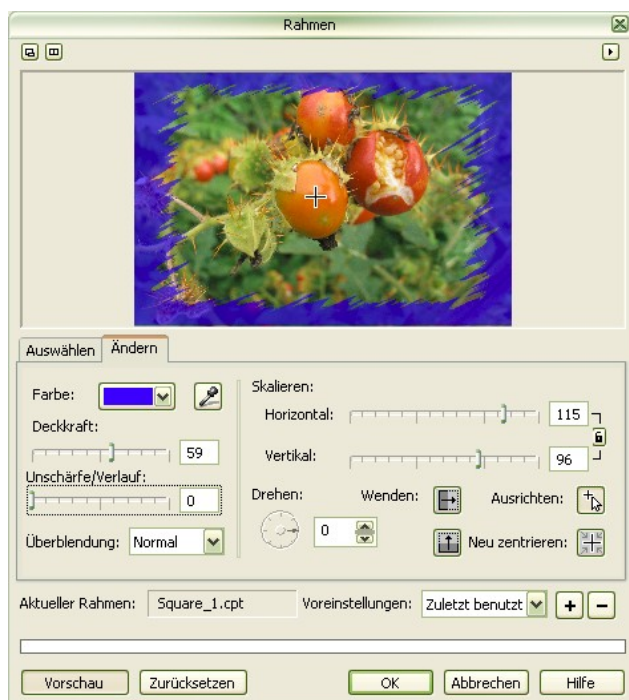 Rahmen
Auswählen Ändern
Farbe:
Deckkraft:
59
Unschärfe/Verlauf:
0
Überblendung: Normal
Skalieren:
Horizontal: 115
Vertikal: 96
Drehen: Wenden: Ausrichten:
0 Neu zentrieren:
Aktueller Rahmen: Square_1.cpt Voreinstellungen: Zuletzt benutzt
Vorschau Zurücksetzen OK Abbrechen Hilfe